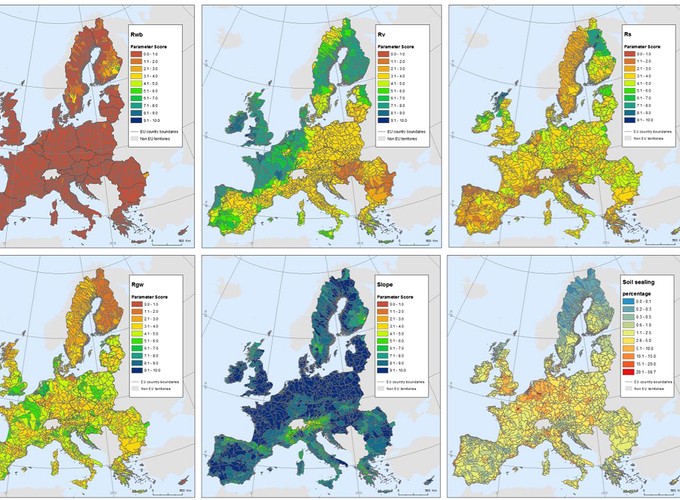 Rwb
Parameter Score
0.0 - 1.0
1.1 - 2.0
2.1 - 3.0
3.1 - 4.0
4.1 - 5.0
5.1 - 6.0
6.1 - 7.0
7.1 - 8.0
8.1 - 9.0
9.1 - 10.0
EU country boundaries
Non EU territories
Rv
Parameter Score
0.0 - 1.0
1.1 - 2.0
2.1 - 3.0
3.1 - 4.0
4.1 - 5.0
5.1 - 6.0
6.1 - 7.0
7.1 - 8.0
8.1 - 9.0
9.1 - 10.0
EU country boundaries
Non EU territories
Rs
Parameter Score
0.0 - 1.0
1.1 - 2.0
2.1 - 3.0
3.1 - 4.0
4.1 - 5.0
5.1 - 6.0
6.1 - 7.0
7.1 - 8.0
8.1 - 9.0
9.1 - 10.0
EU country boundaries
Non EU territories
Rgw
Parameter Score
0.0 - 1.0
1.1 - 2.0
2.1 - 3.0
3.1 - 4.0
4.1 - 5.0
5.1 - 6.0
6.1 - 7.0
7.1 - 8.0
8.1 - 9.0
9.1 - 10.0
EU country boundaries
Non EU territories
Slope
Parameter Score
0.0 - 1.0
1.1 - 2.0
2.1 - 3.0
3.1 - 4.0
4.1 - 5.0
5.1 - 6.0
6.1 - 7.0
7.1 - 8.0
8.1 - 9.0
9.1 - 10.0
EU country boundaries
Non EU territories
Soil sealing
percentage
0.0 - 0.1
0.2 - 0.3
0.3 - 0.5
0.6 - 1.0
1.1 - 2.5
2.6 - 5.0
5.1 - 10.0
10.1 - 15.0
15.1 - 20.0
EU country boundaries
Non EU territories